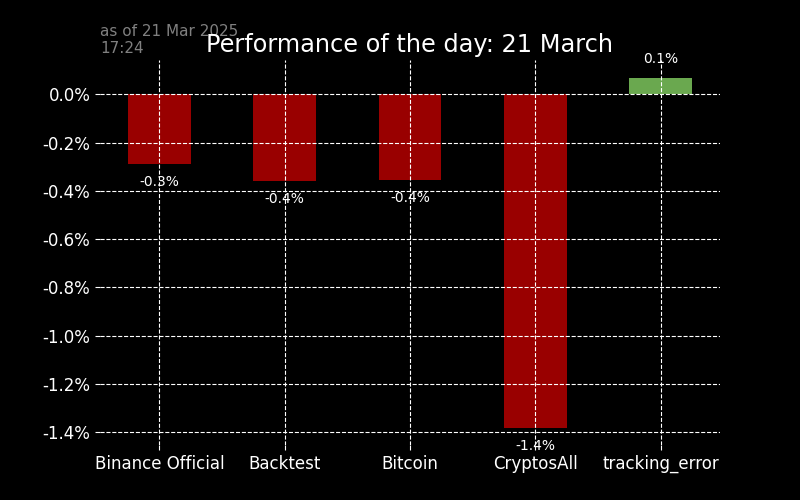 as of 21 Mar 2025
17:24
Performance of the day: 21 March
0.1%
0.0%
-0.2%
-0.4%
-0.6%
-0.8%
-1.0%
-1.2%
-1.4%
-0.3%
-0.4%
-0.4%
-1.4%
Binance Official
Backtest
Bitcoin
CryptosAll
tracking_error